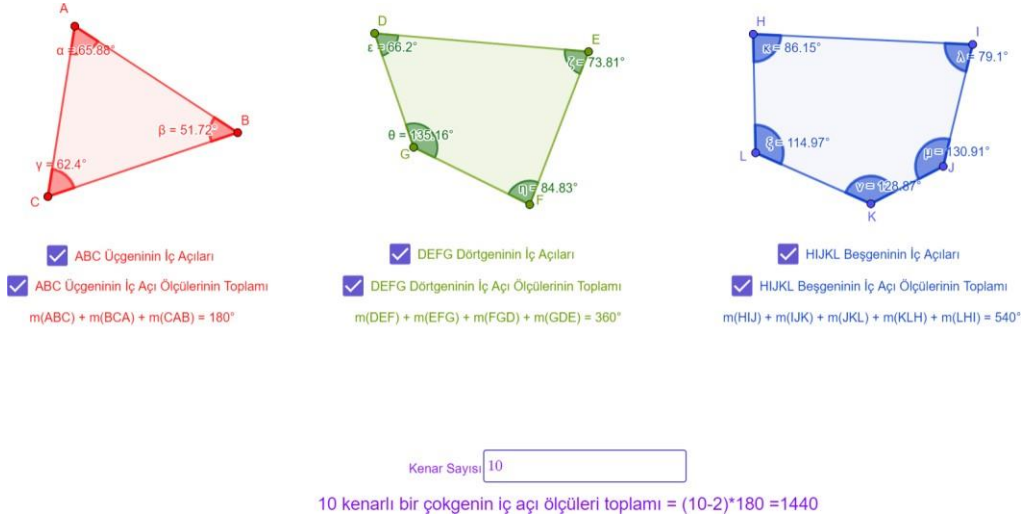 A
α = 65.88°
β = 51.72°
B
γ = 62.4°
C
D
ε = 66.2°
E
ζ = 73.81°
θ = 135.16°
G
η = 84.83°
F
H
κ = 86.15°
I
λ = 79.1°
ξ = 114.97°
L
μ = 130.91°
J
ν = 128.87°
K
ABC Üçgeninin İç Açıları
ABC Üçgeninin İç Açı Ölçülerinin Toplamı
m(ABC) + m(BCA) + m(CAB) = 180°
DEFG Dörtgeninin İç Açıları
DEFG Dörtgeninin İç Açı Ölçülerinin Toplamı
m(DEF) + m(EFG) + m(FGD) + m(GDE) = 360°
HIJKL Beşgeninin İç Açıları
HIJKL Beşgeninin İç Açı Ölçülerinin Toplamı
m(HIJ) + m(IJK) + m(JKL) + m(KLH) + m(LHI) = 540°
Kenar Sayısı 10
10 kenarlı bir çokgenin iç açı ölçüleri toplamı = (10-2)*180 =1440